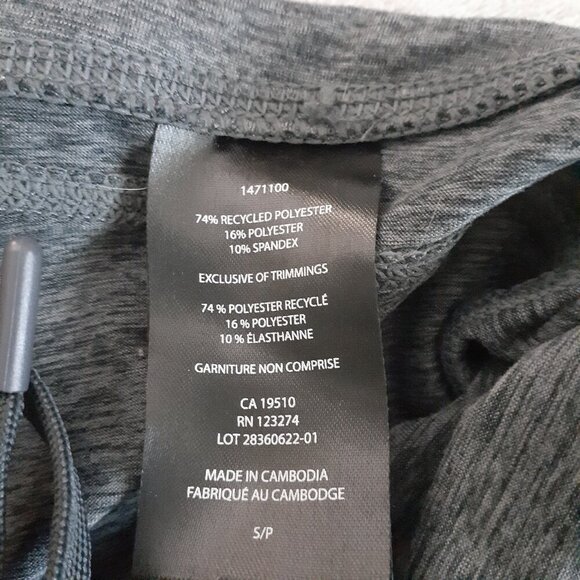 1471100
74% RECYCLED POLYESTER
16% POLYESTER
10% SPANDEX
EXCLUSIVE OF TRIMMINGS
74 % POLYESTER RECYCLÉ
16 % POLYESTER
10 % ÉLASTHANNE
GARNITURE NON COMPRISE
CA 19510
RN 123274
LOT 28360622-01
MADE IN CAMBODIA
FABRIQUÉ AU CAMBODGE
S/P